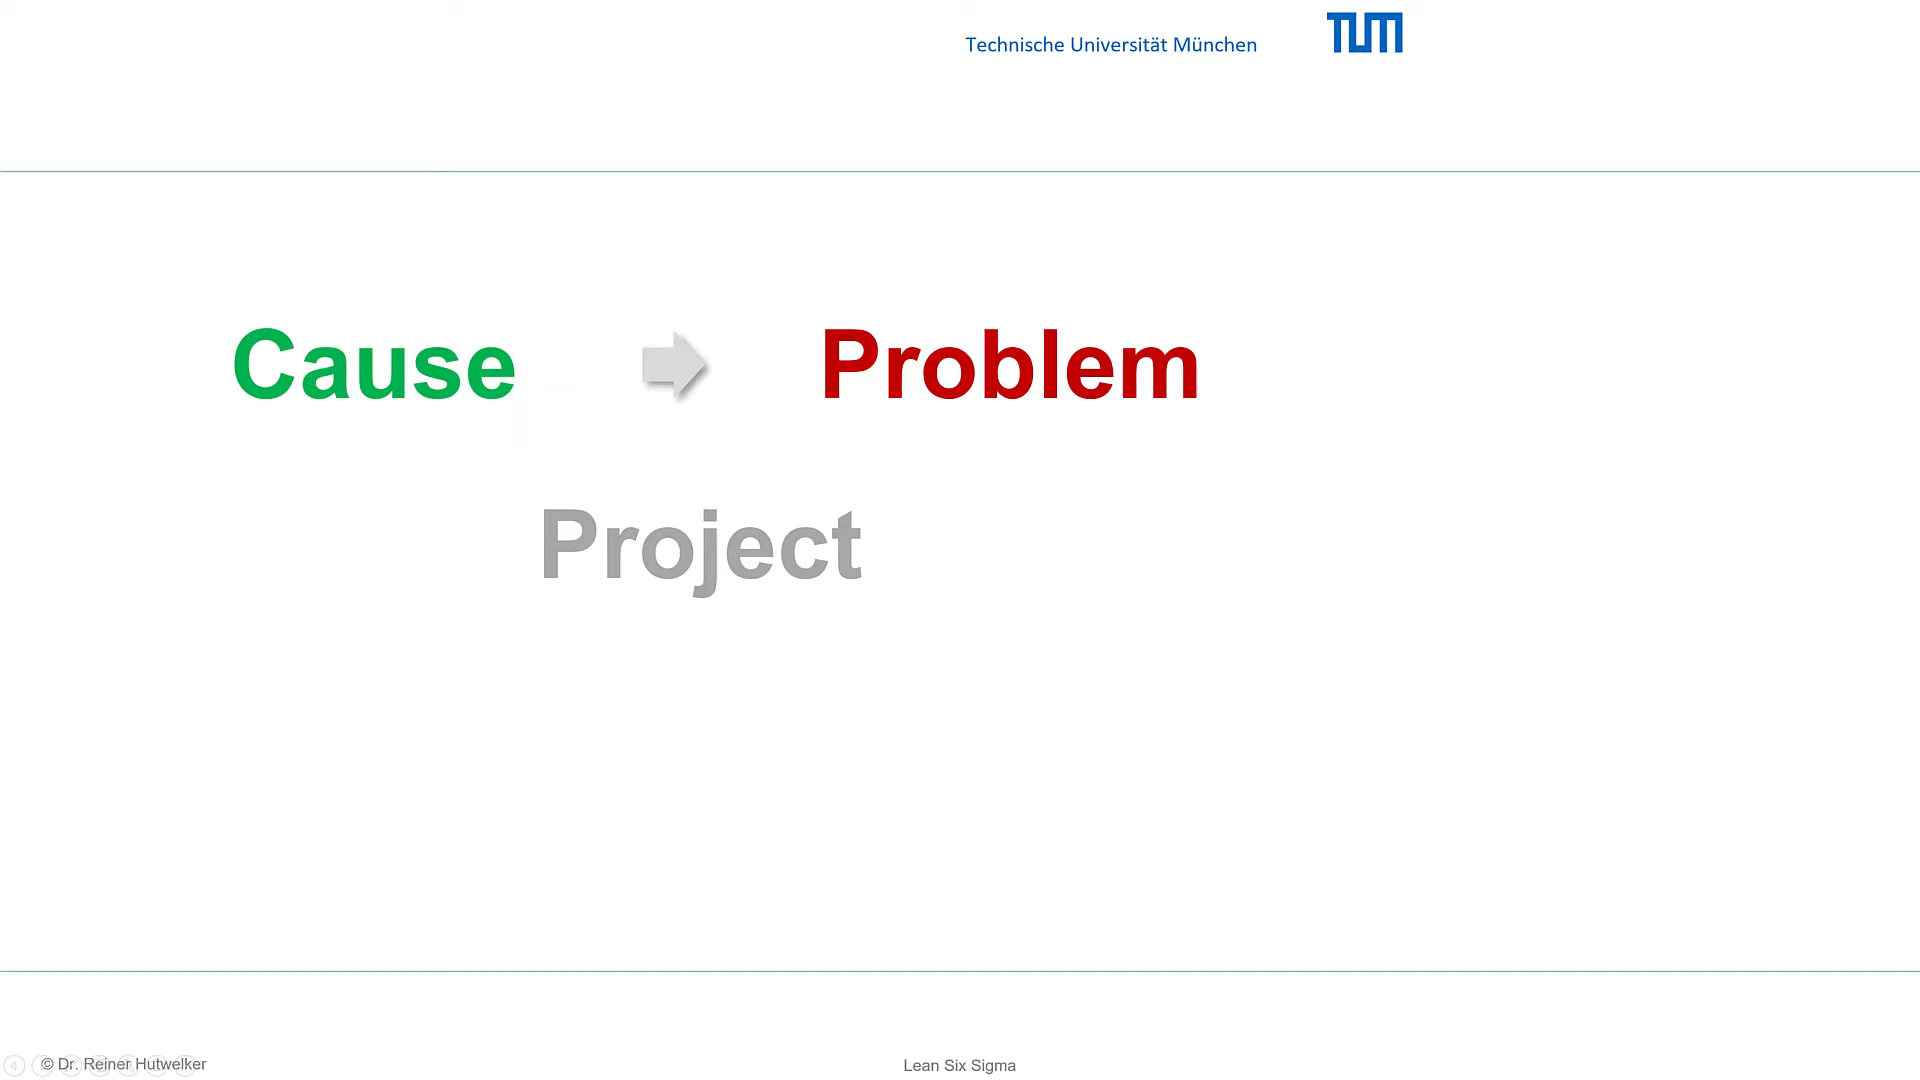 Technische Universität München
TUM
Cause
Problem
Project
© Dr. Reiner Hutwelker
Lean Six Sigma